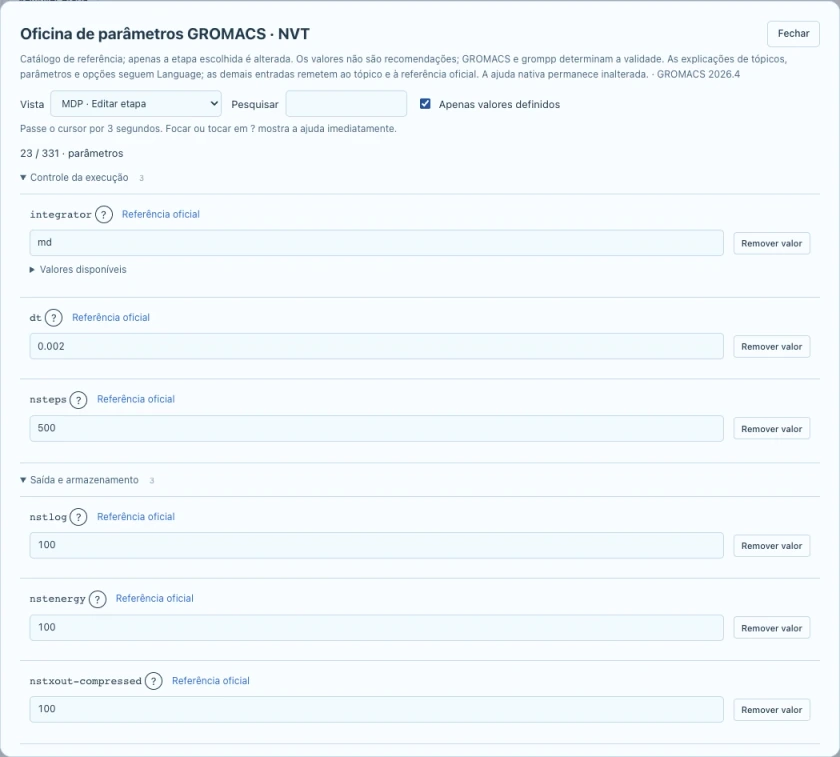 Oficina de parâmetros GROMACS · NVT
Fechar
Catálogo de referência; apenas a etapa escolhida é alterada. Os valores não são recomendações; GROMACS e grompp determinam a validade. As explicações de tópicos,
parâmetros e opções seguem Language; as demais entradas remetem ao tópico e à referência oficial. A ajuda nativa permanece inalterada. · GROMACS 2026.4
Vista MDP · Editar etapa Pesquisar Apenas valores definidos
Passe o cursor por 3 segundos. Focar ou tocar em ? mostra a ajuda imediatamente.
23 / 331 · parâmetros
▼ Controle da execução 3
integrator ? Referência oficial
md Remover valor
▶ Valores disponíveis
dt ? Referência oficial
0.002 Remover valor
nsteps ? Referência oficial
500 Remover valor
▼ Saída e armazenamento 3
nstlog ? Referência oficial
100 Remover valor
nstenergy ? Referência oficial
100 Remover valor
nstxout-compressed ? Referência oficial
100 Remover valor